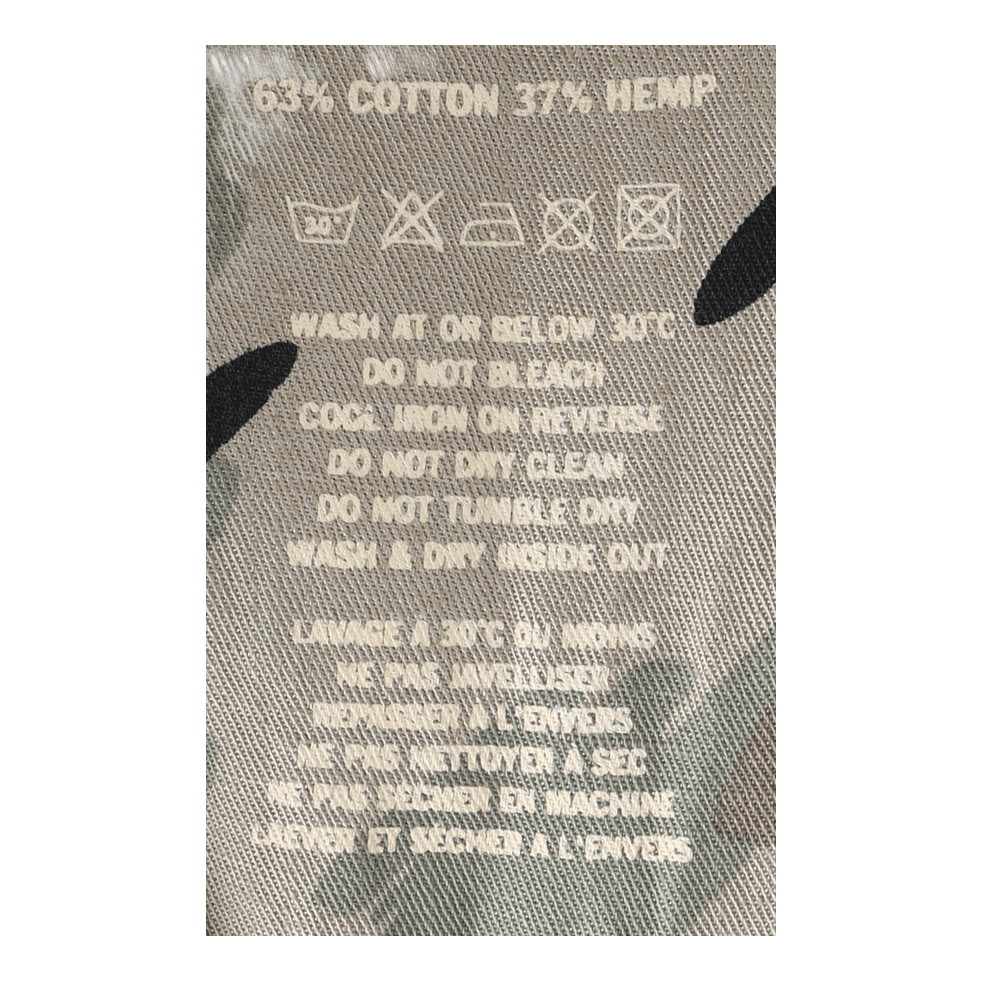 63% COTTON 37% HEMP
30°
WASH AT OR BELOW 30°C
DO NOT BLEACH
COOL IRON ON REVERSE
DO NOT DRY CLEAN
DO NOT TUMBLE DRY
WASH & DRY INSIDE OUT
LAVAGE À 30°C OU MOINS
NE PAS JAVELLISER
REPASSER À L'ENVERS
NE PAS NETTOYER À SEC
NE PAS SÉCHER EN MACHINE
ET SÉCHER À L'ENVERS